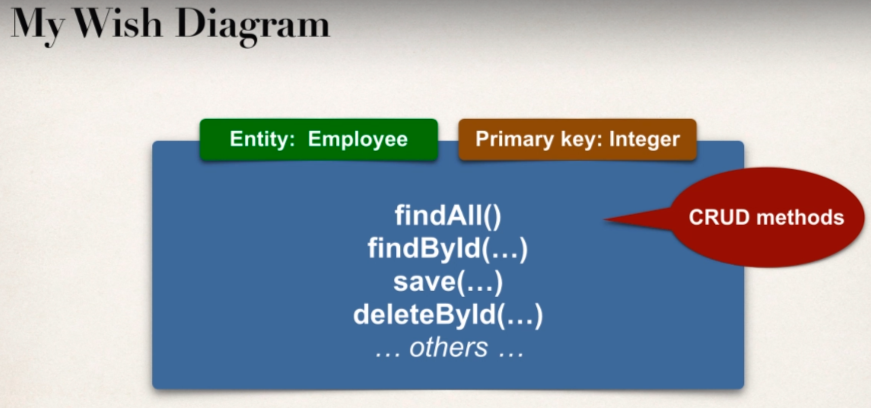 My Wish Diagram
Entity:  Employee
Primary key: Integer
findAll()
findById(…)
save(…)
deleteById(…)
… others …
CRUD methods